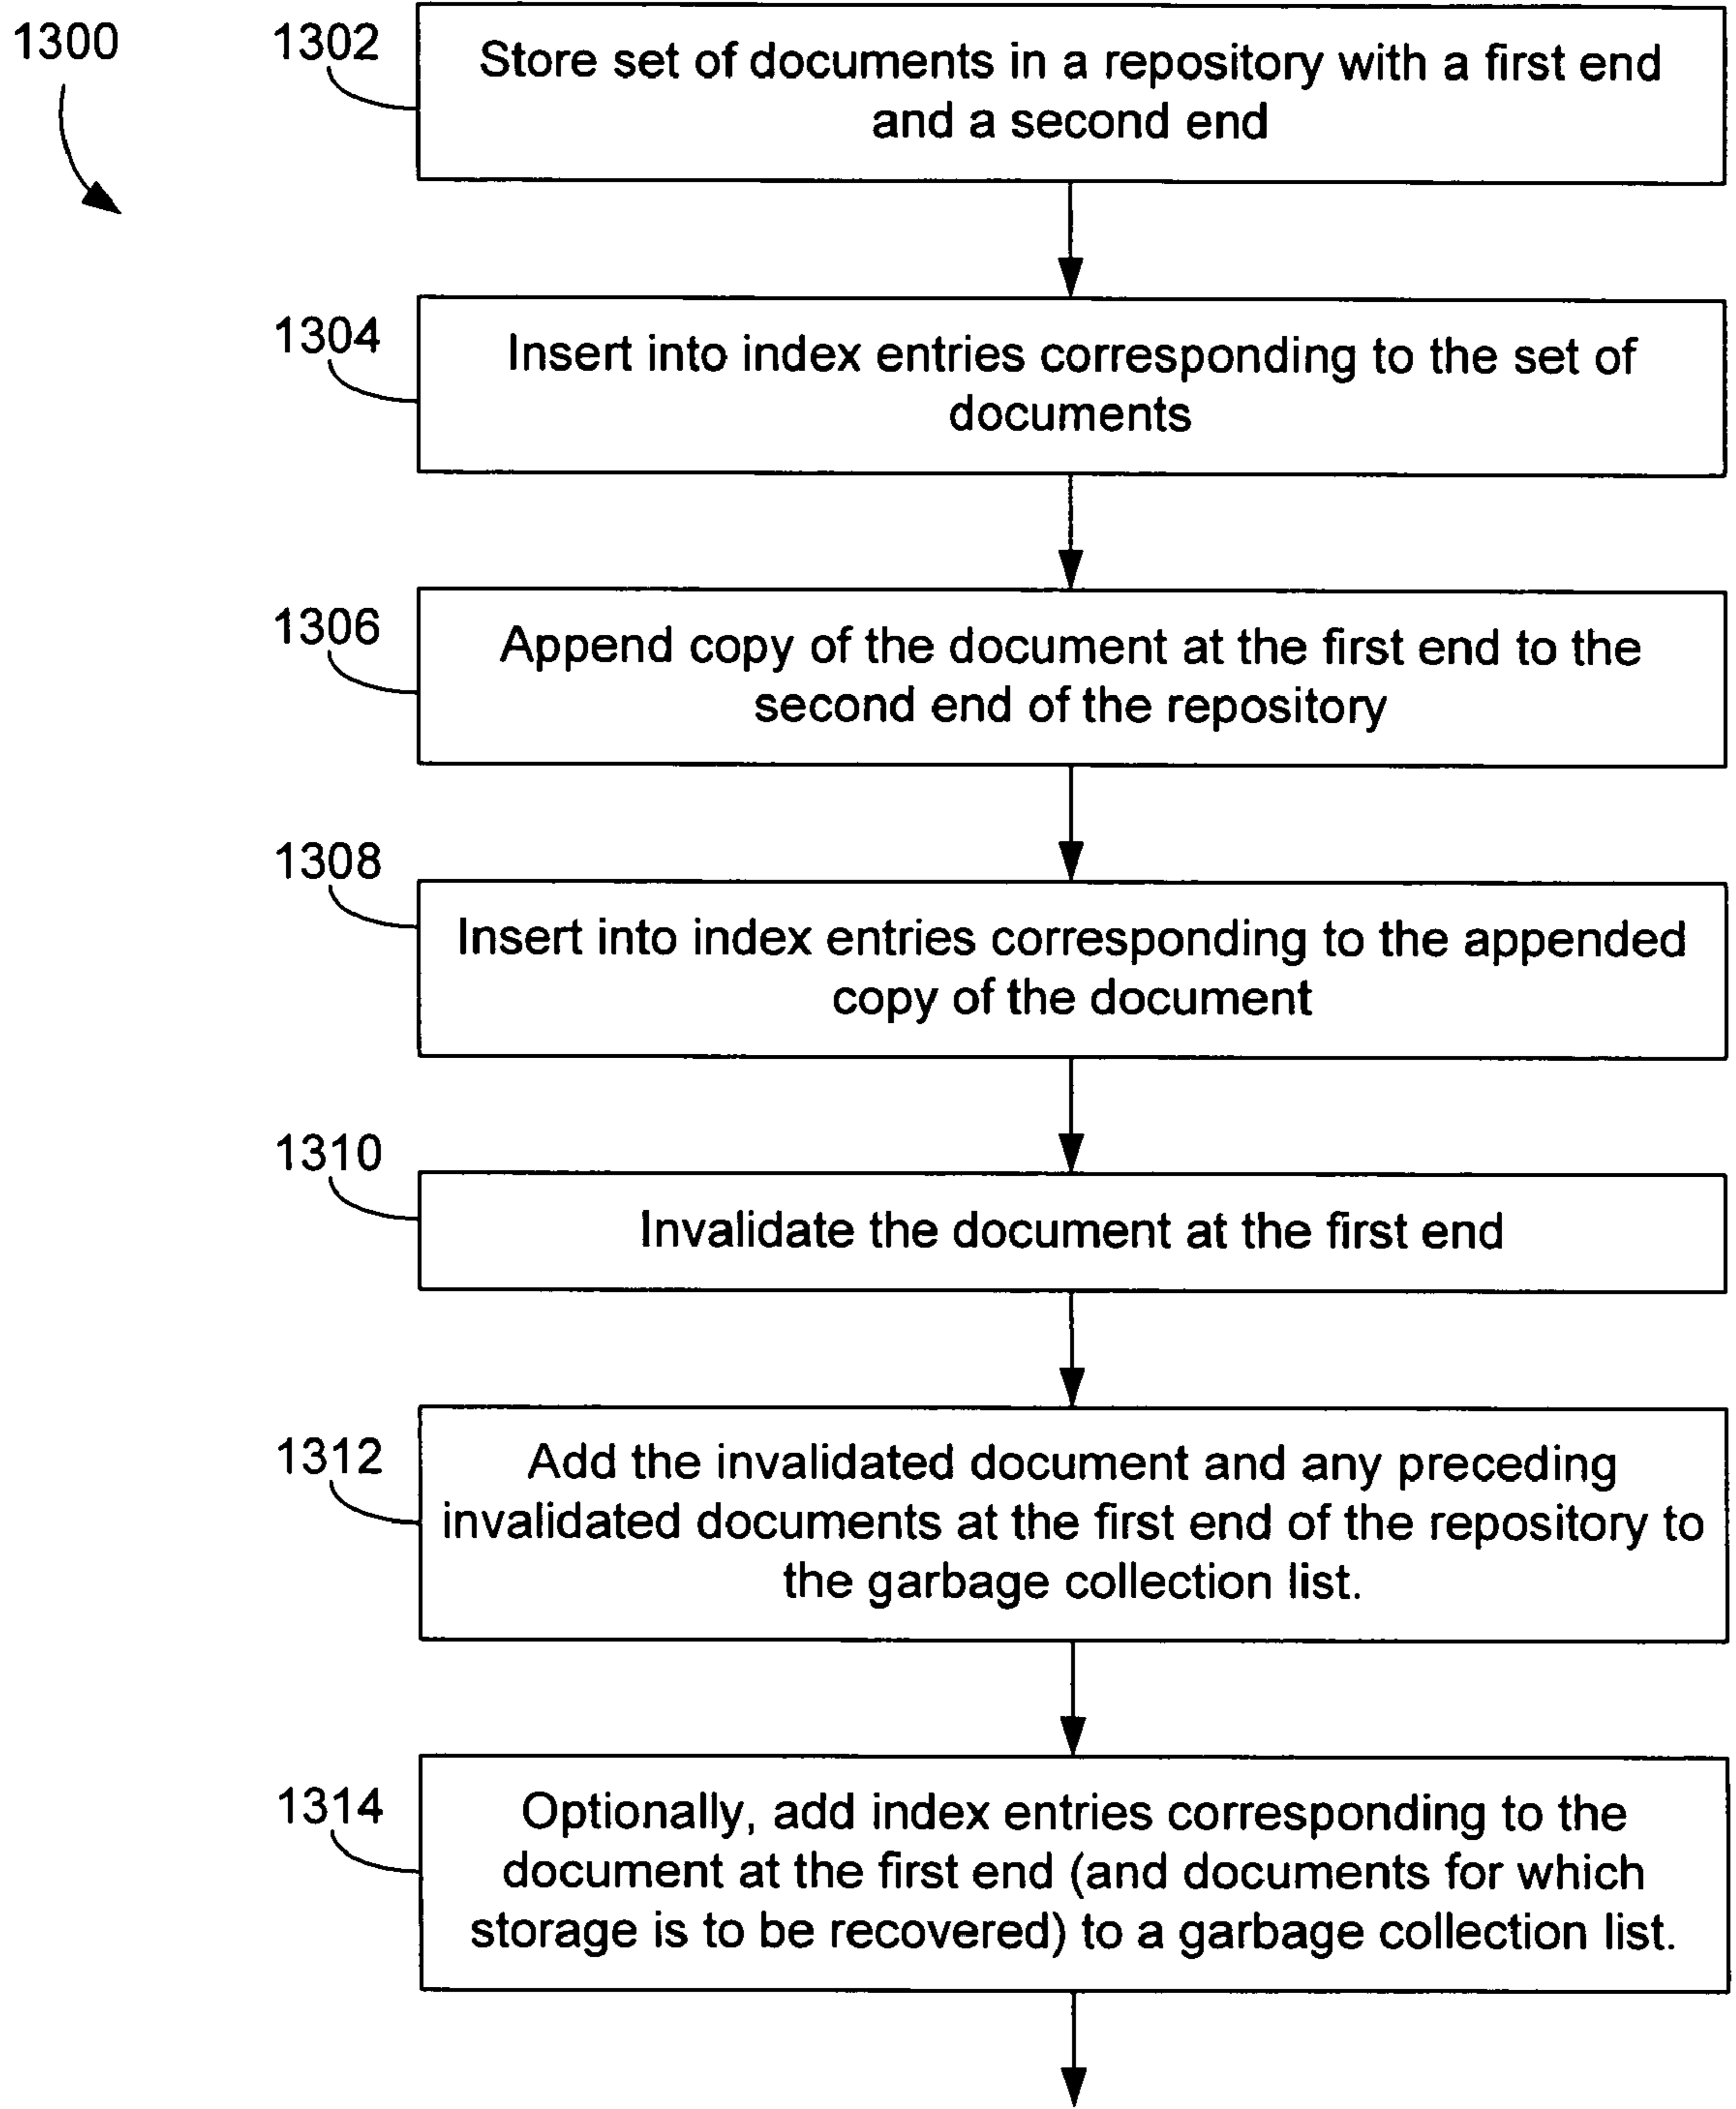 1300
1302
Store set of documents in a repository with a first end
and a second end
1304
Insert into index entries corresponding to the set of
documents
1306
Append copy of the document at the first end to the
second end of the repository
1308
Insert into index entries corresponding to the appended
copy of the document
1310
Invalidate the document at the first end
1312
Add the invalidated document and any preceding
invalidated documents at the first end of the repository to
the garbage collection list.
1314
Optionally, add index entries corresponding to the
document at the first end (and documents for which
storage is to be recovered) to a garbage collection list.